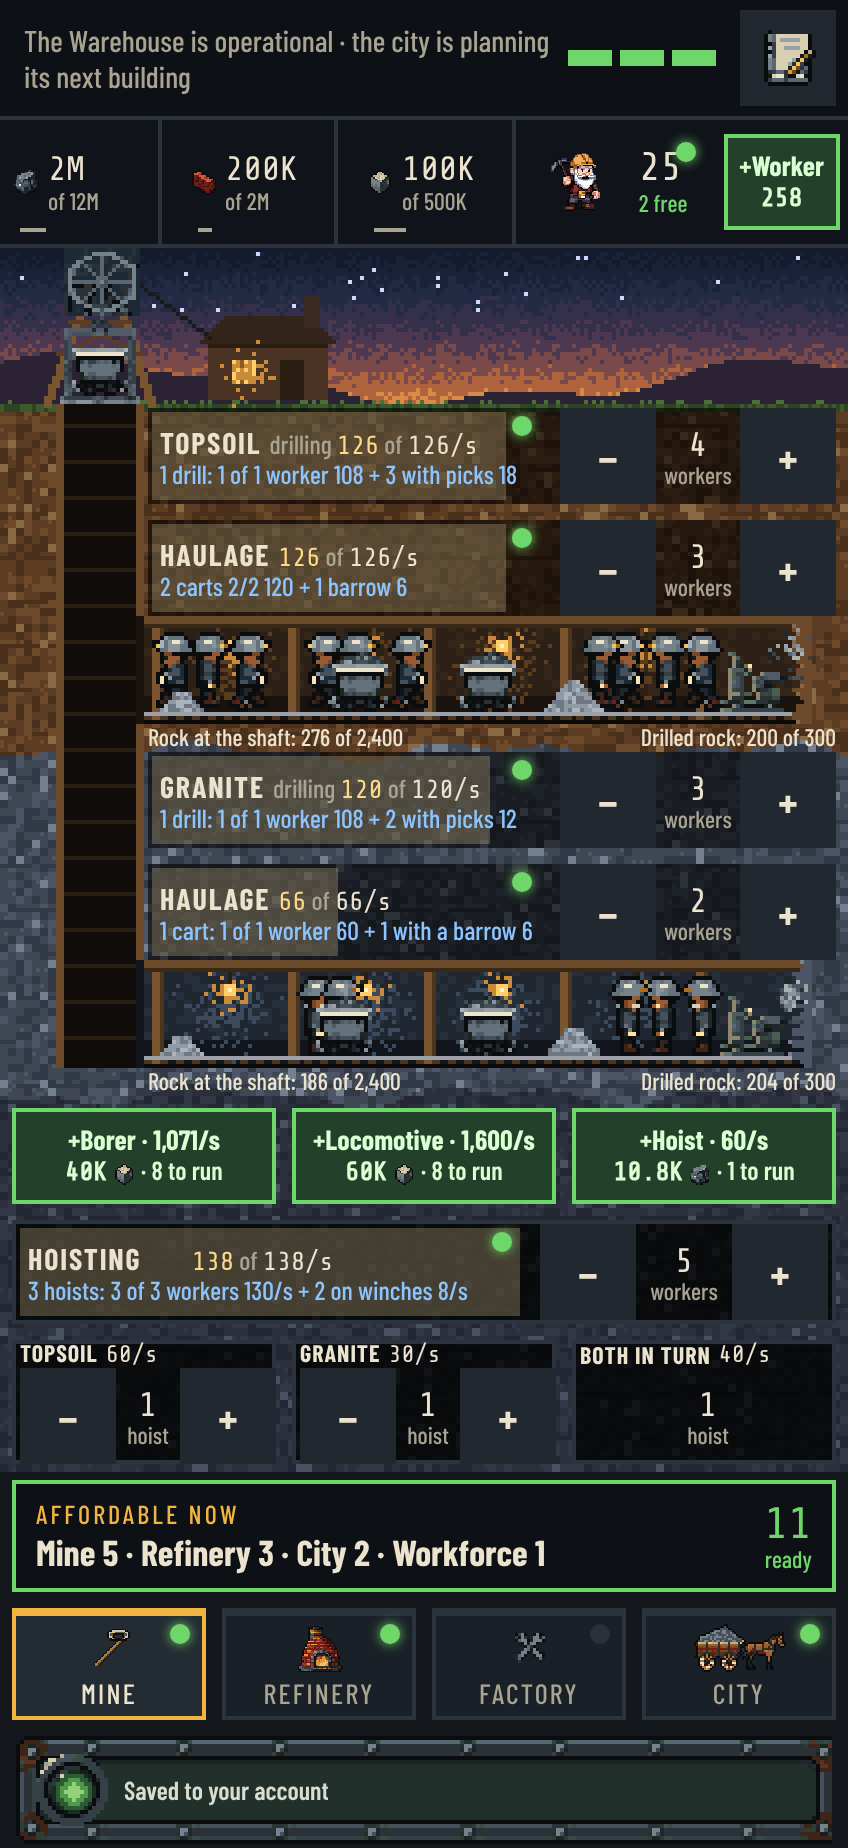 The Warehouse is operational · the city is planning
its next building
2M
of 12M
200K
of 2M
100K
of 500K
25
2 free
+Worker
258
TOPSOIL drilling 126 of 126/s
1 drill: 1 of 1 worker 108 + 3 with picks 18
−
4
workers
+
HAULAGE 126 of 126/s
2 carts 2/2 120 + 1 barrow 6
−
3
workers
+
Rock at the shaft: 276 of 2,400
Drilled rock: 200 of 300
GRANITE drilling 120 of 120/s
1 drill: 1 of 1 worker 108 + 2 with picks 12
−
3
workers
+
HAULAGE 66 of 66/s
1 cart: 1 of 1 worker 60 + 1 with a barrow 6
−
2
workers
+
Rock at the shaft: 186 of 2,400
Drilled rock: 204 of 300
+Borer · 1,071/s
40K · 8 to run
+Locomotive · 1,600/s
60K · 8 to run
+Hoist · 60/s
10.8K · 1 to run
HOISTING 138 of 138/s
3 hoists: 3 of 3 workers 130/s + 2 on winches 8/s
−
5
workers
+
TOPSOIL 60/s
−
1
hoist
+
GRANITE 30/s
−
1
hoist
+
BOTH IN TURN 40/s
1
hoist
AFFORDABLE NOW
Mine 5 · Refinery 3 · City 2 · Workforce 1
11
ready
MINE
REFINERY
FACTORY
CITY
Saved to your account